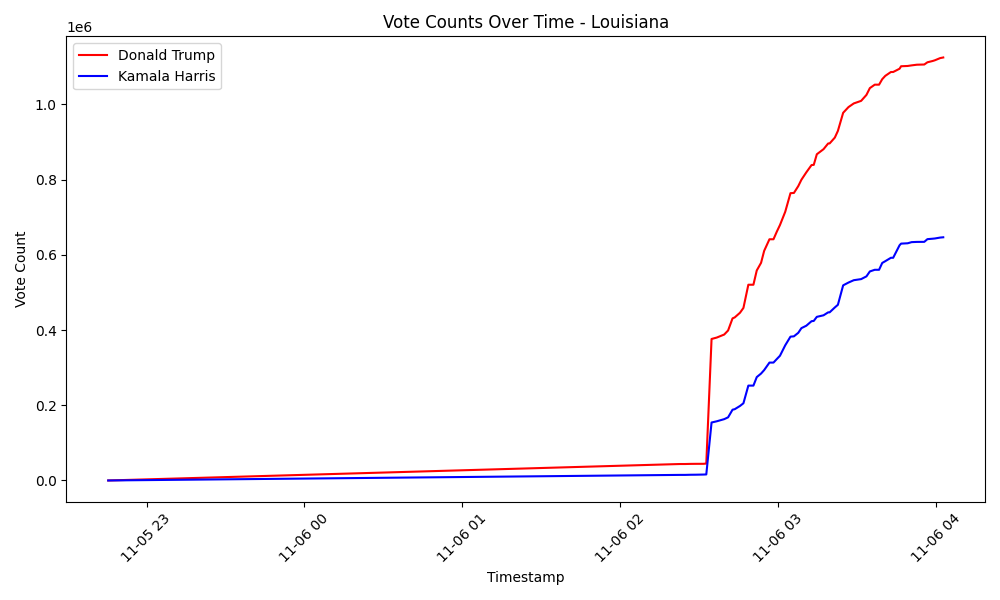 Vote Counts Over Time - Louisiana
1e6
Donald Trump
Kamala Harris
1.0
0.8
0.6
0.4
0.2
0.0
Vote Count
11-05 23
11-06 00
11-06 01
11-06 02
11-06 03
11-06 04
Timestamp